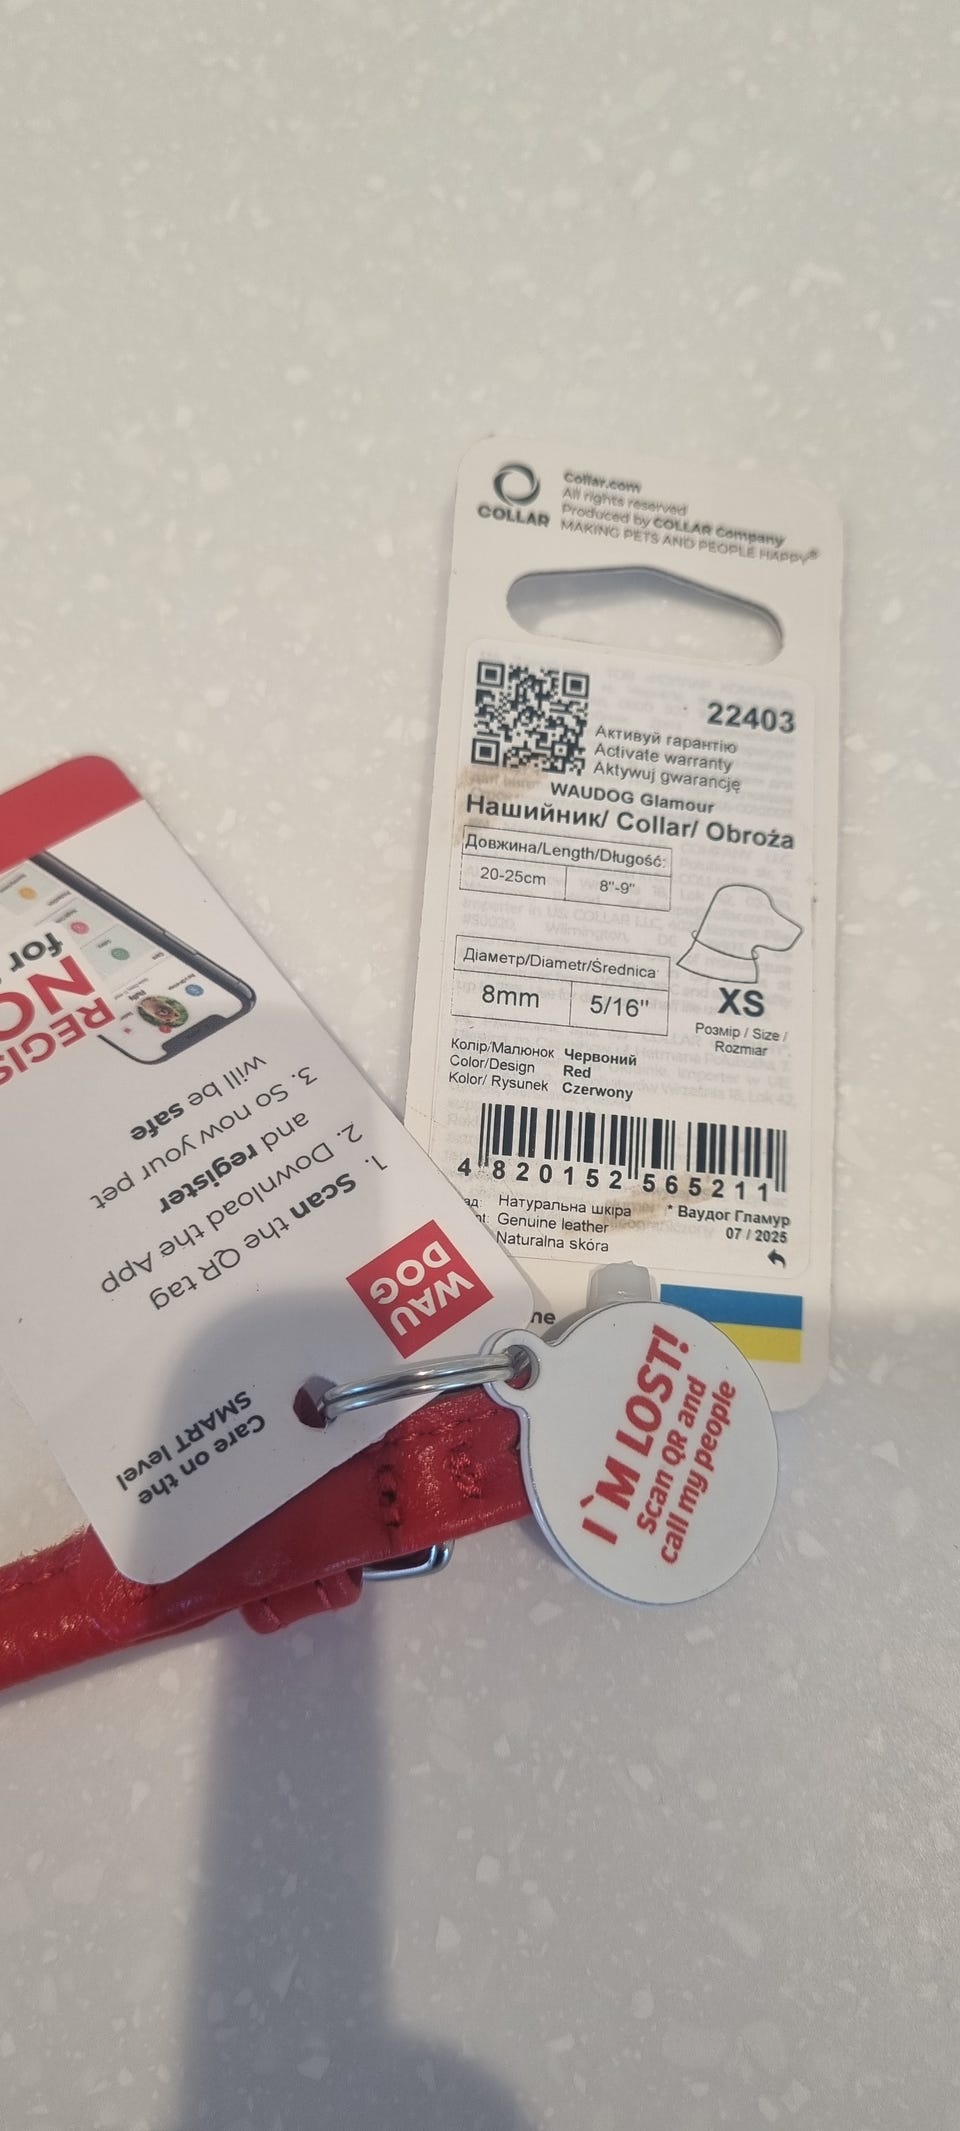 COLLAR
Collar.com
All rights reserved
Produced by COLLAR Company
MAKING PETS AND PEOPLE HAPPY®
22403
Активуй гарантію
Activate warranty
Aktywuj gwarancję
WAUDOG Glamour
Нашийник/ Collar/ Obroża
Довжина/Length/Długość:
20-25cm 8"-9"
Діаметр/Diametr/Średnica
8mm 5/16"
XS
Розмір / Size /
Rozmiar
Колір/Малюнок Червоний
Color/Design Red
Kolor/ Rysunek Czerwony
4 820152 565211
Натуральна шкіра
Genuine leather
Naturalna skóra
* Ваудог Гламур
07 / 2025
I`M LOST!
Scan QR and
call my people
care on the
SMART level
WAU
DOG
1. Scan the QR tag
2. Download the App
and register
3. So now your pet
will be safe
REGIS
NO
for